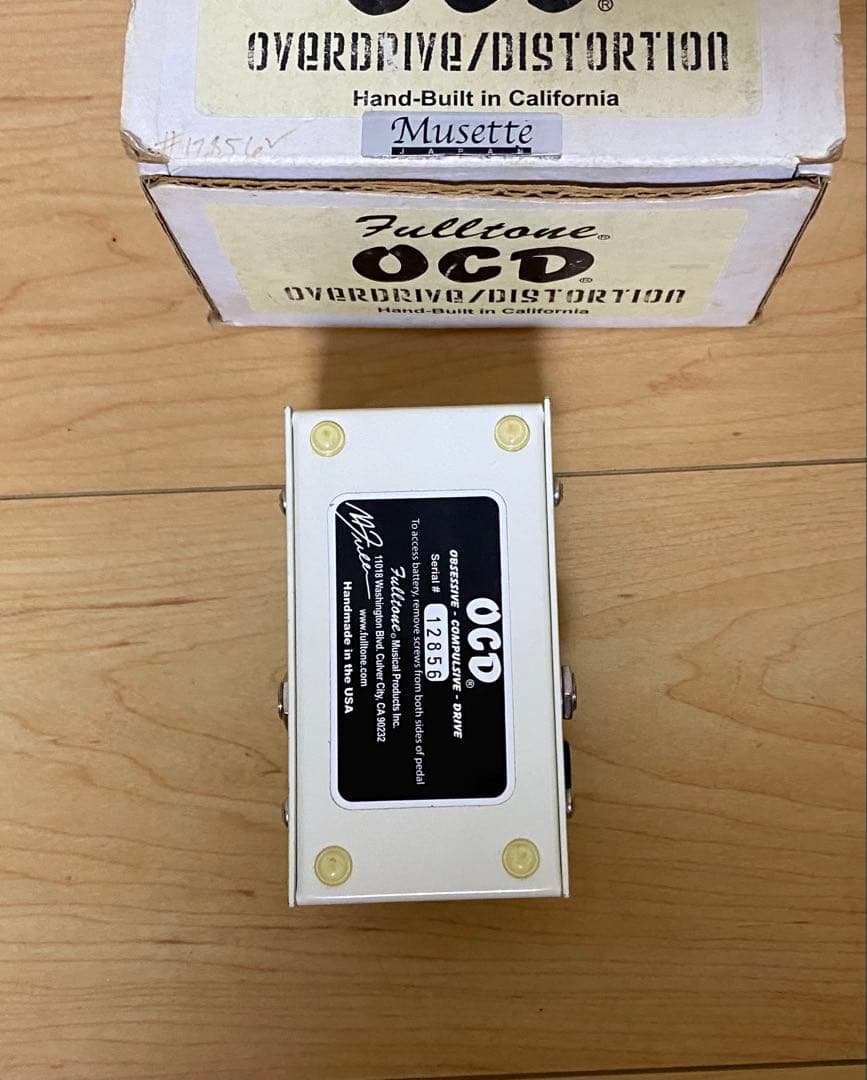 OCD®
OVERDRIVE/DISTORTION
Hand-Built in California
#12856
Musette
JAPAN
Fulltone®
OCD®
OVERDRIVE/DISTORTION
Hand-Built in California
OCD®
OBSESSIVE - COMPULSIVE - DRIVE
Serial # 12856
To access battery, remove screws from both sides of pedal
Fulltone® Musical Products Inc.
11018 Washington Blvd. Culver City, CA 90232
www.fulltone.com
Handmade in the USA